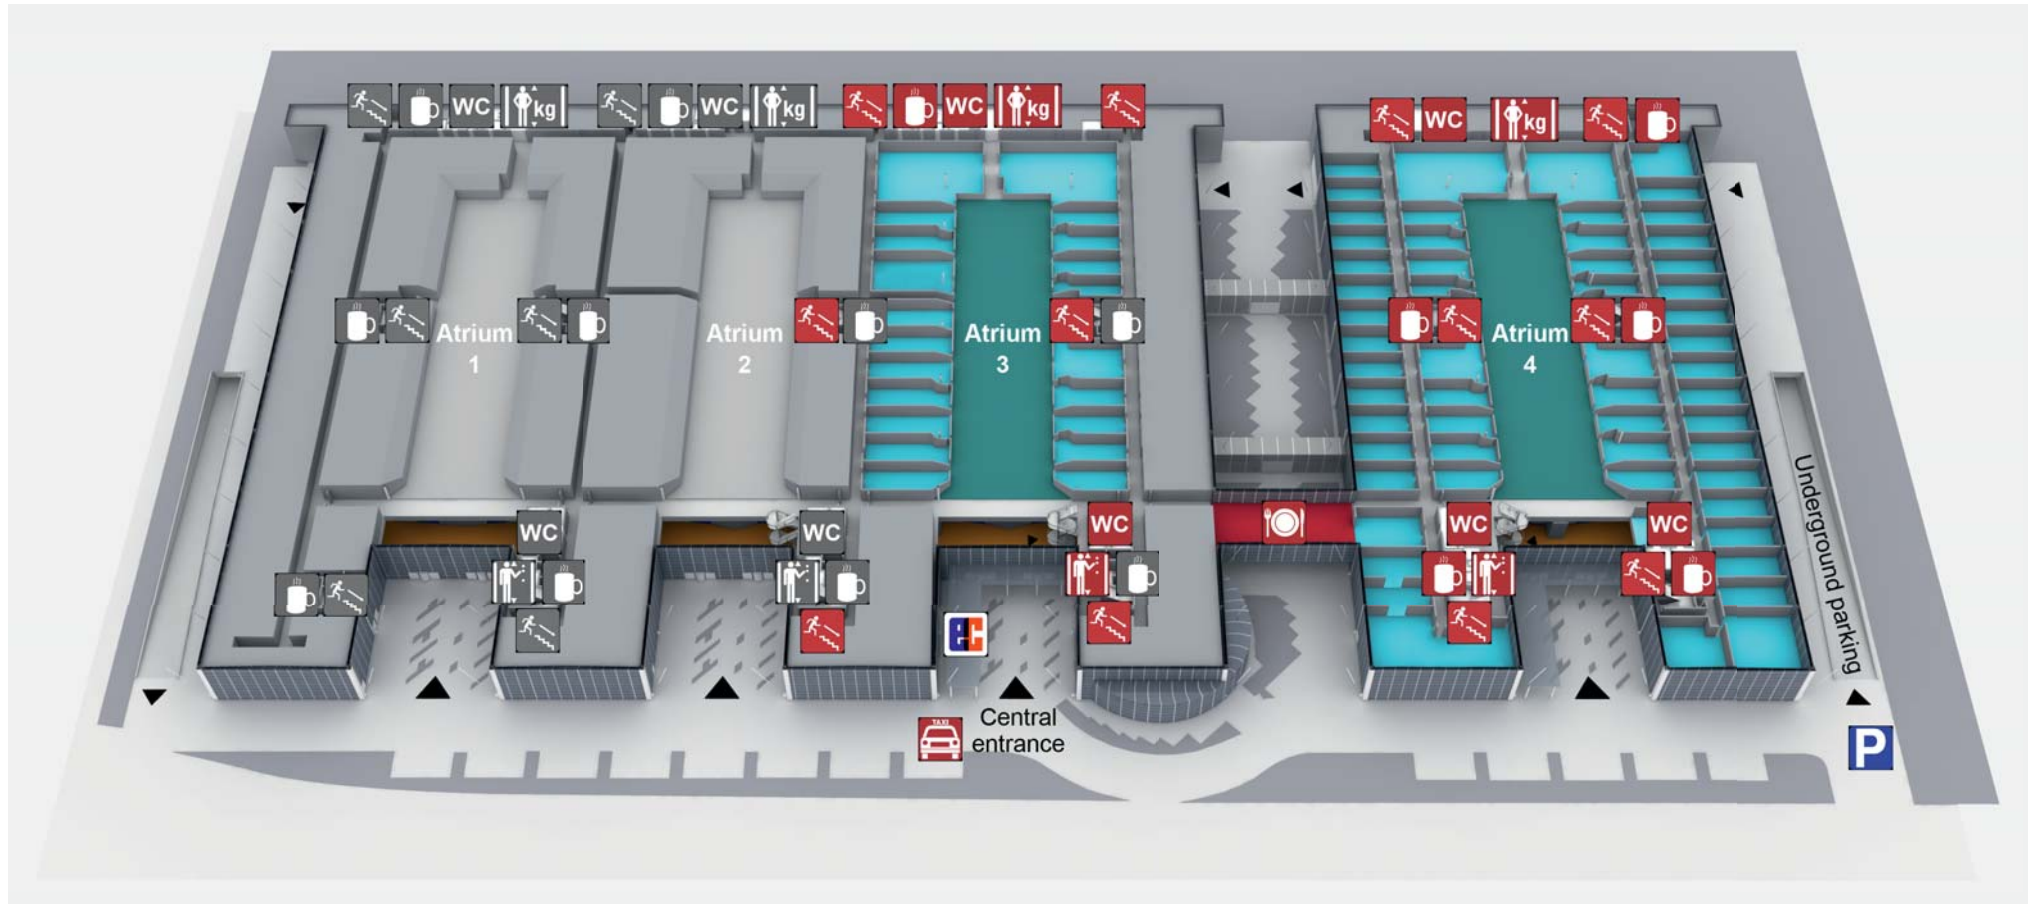 WC
kg
WC
kg
WC
kg
WC
kg
Atrium
1
Atrium
2
Atrium
3
Atrium
4
Underground parking
WC
WC
WC
WC
WC
TAXI
Central
entrance
P